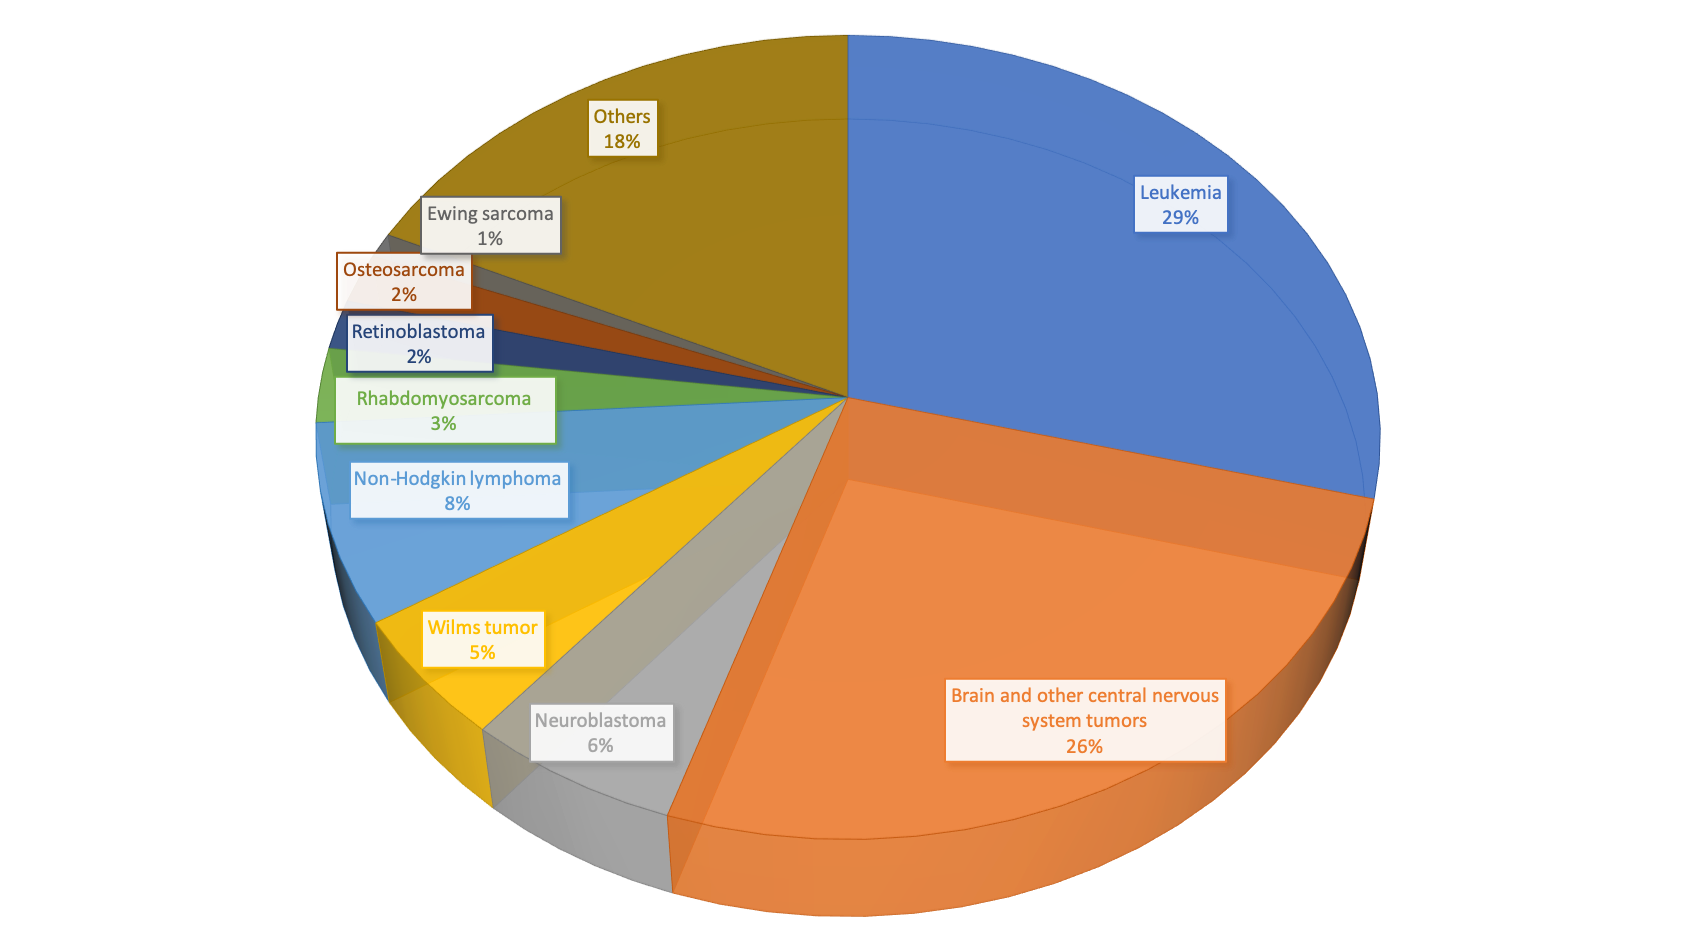 Others
18%
Leukemia
29%
Ewing sarcoma
1%
Osteosarcoma
2%
Retinoblastoma
2%
Rhabdomyosarcoma
3%
Non-Hodgkin lymphoma
8%
Wilms tumor
5%
Neuroblastoma
6%
Brain and other central nervous
system tumors
26%